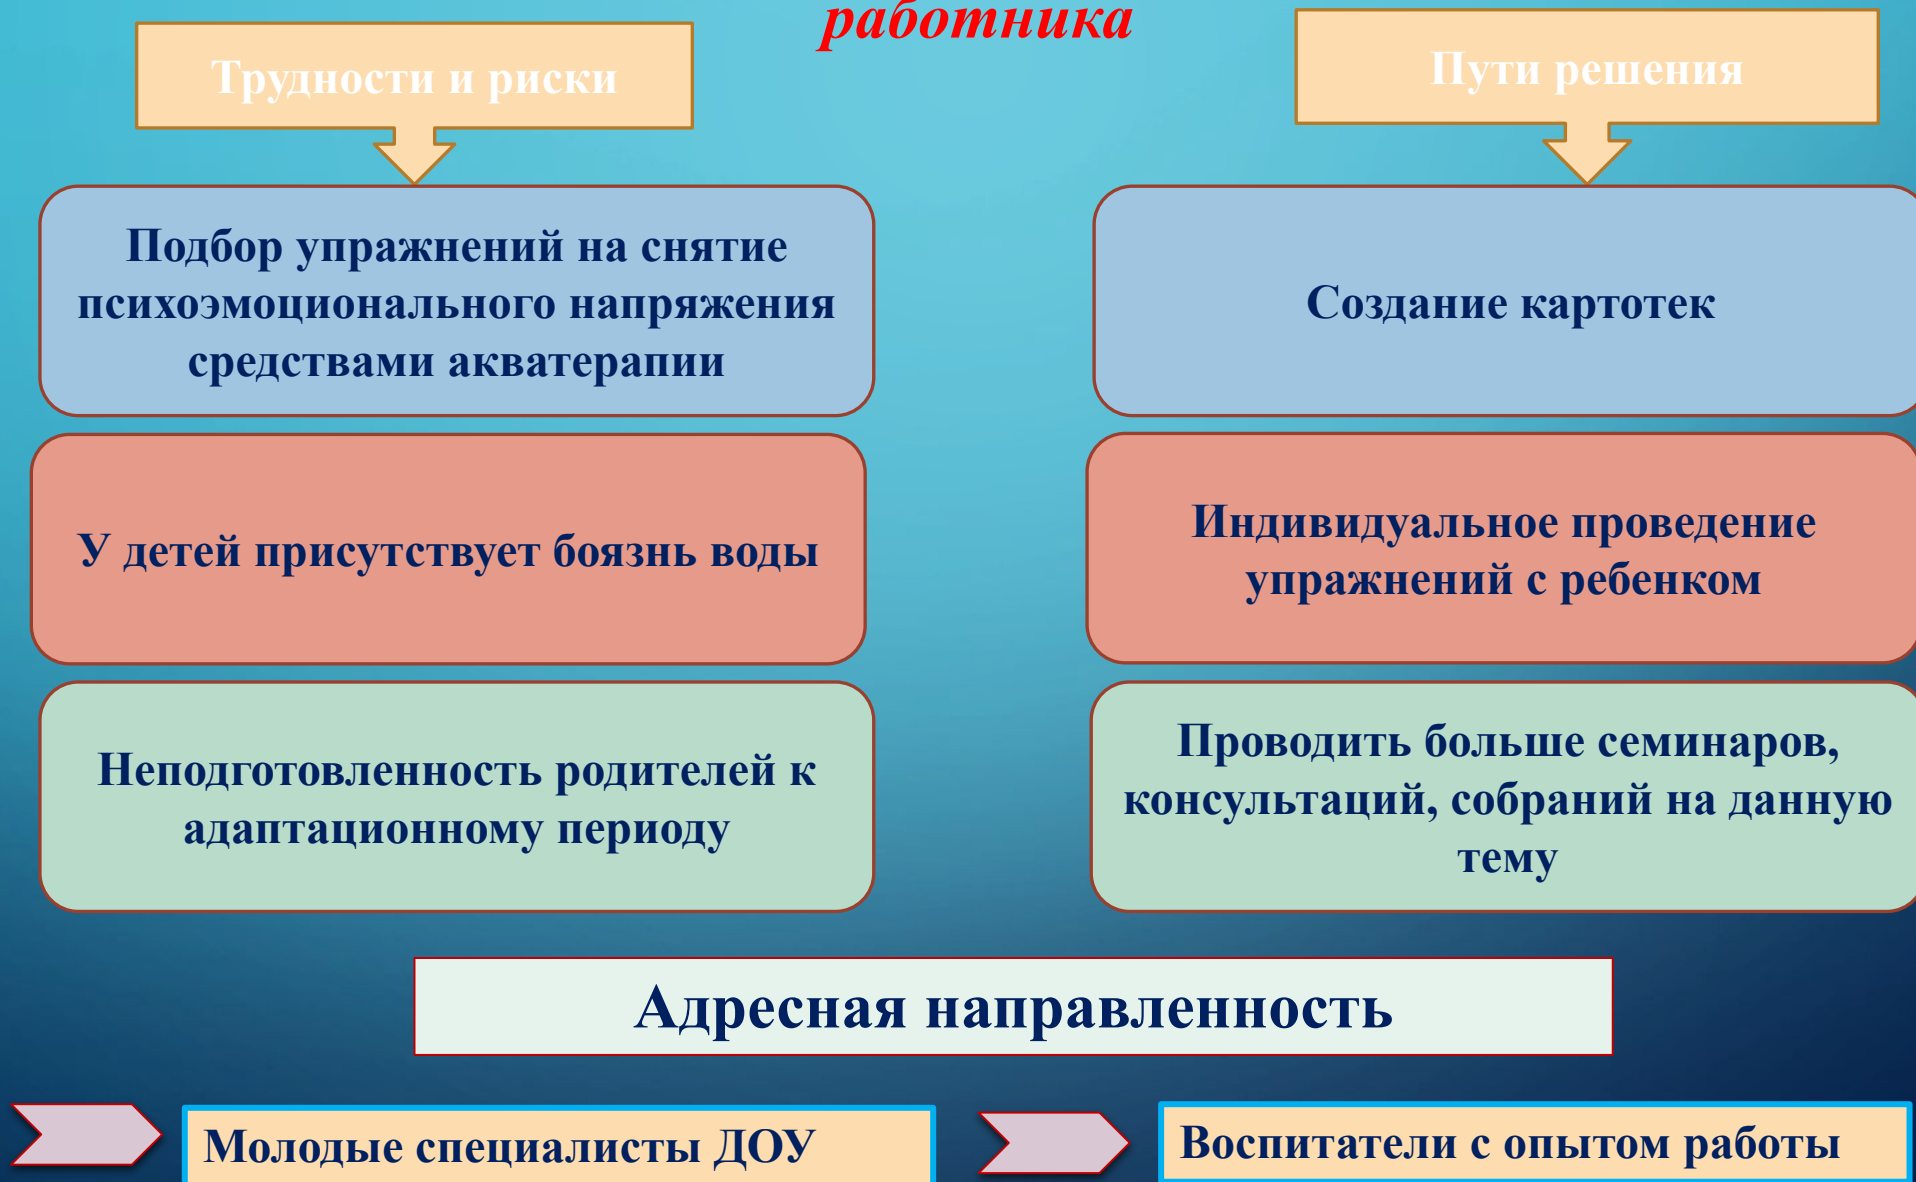 работника
Трудности и риски
Пути решения
Подбор упражнений на снятие
психоэмоционального напряжения
средствами акватерапии
Создание картотек
У детей присутствует боязнь воды
Индивидуальное проведение
упражнений с ребенком
Неподготовленность родителей к
адаптационному периоду
Проводить больше семинаров,
консультаций, собраний на данную
тему
Адресная направленность
Молодые специалисты ДОУ
Воспитатели с опытом работы